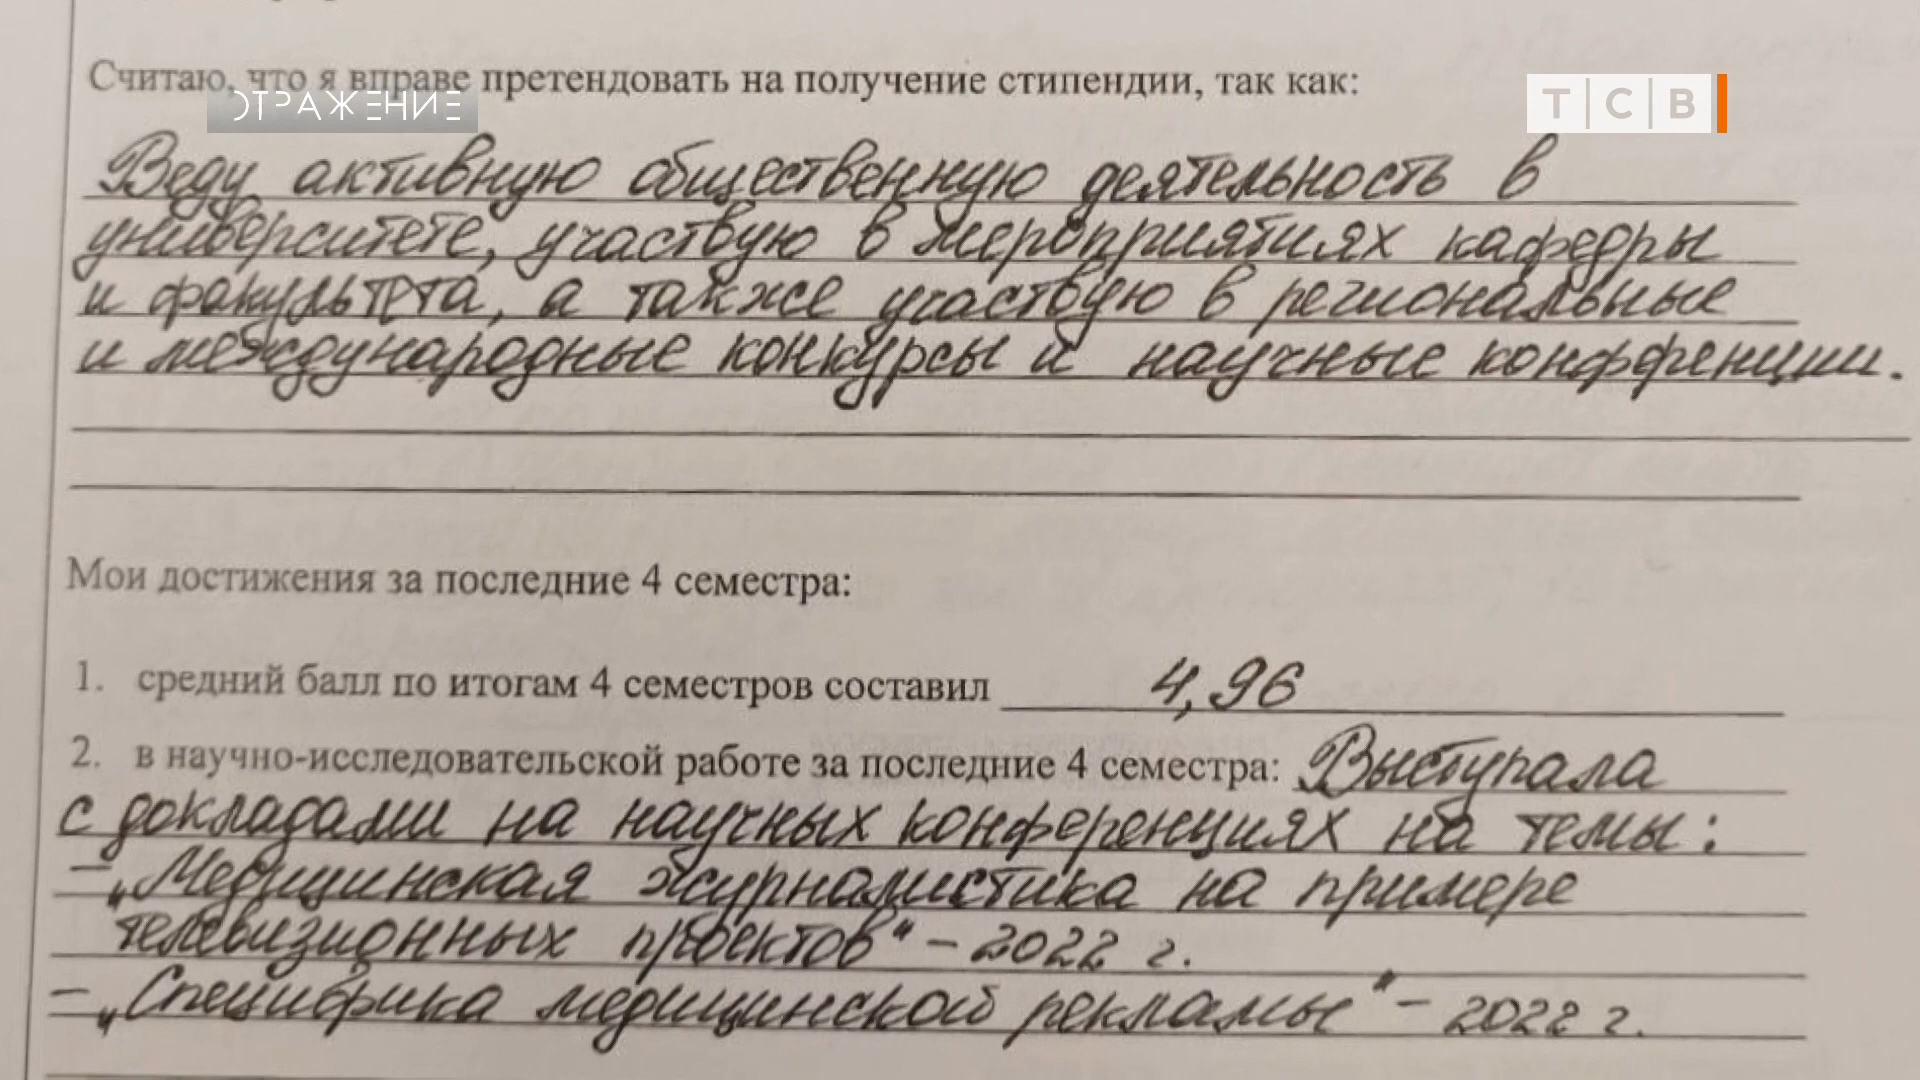 Считаю, что я вправе претендовать на получение стипендии, так как:
ОТРАЖЕНИЕ
ТСВ
Веду активную общественную деятельность в
университете, участвую в мероприятиях кафедры
и факультета, а также участвую в региональные
и международные конкурсы и научные конференции.
Мои достижения за последние 4 семестра:
1. средний балл по итогам 4 семестров составил 4,96
2. в научно-исследовательской работе за последние 4 семестра: Выступала
с докладами на научных конференциях на темы:
- „Медицинская журналистика на примере
телевизионных проектов" - 2022 г.
- „Специфика медицинской рекламы" - 2022 г.